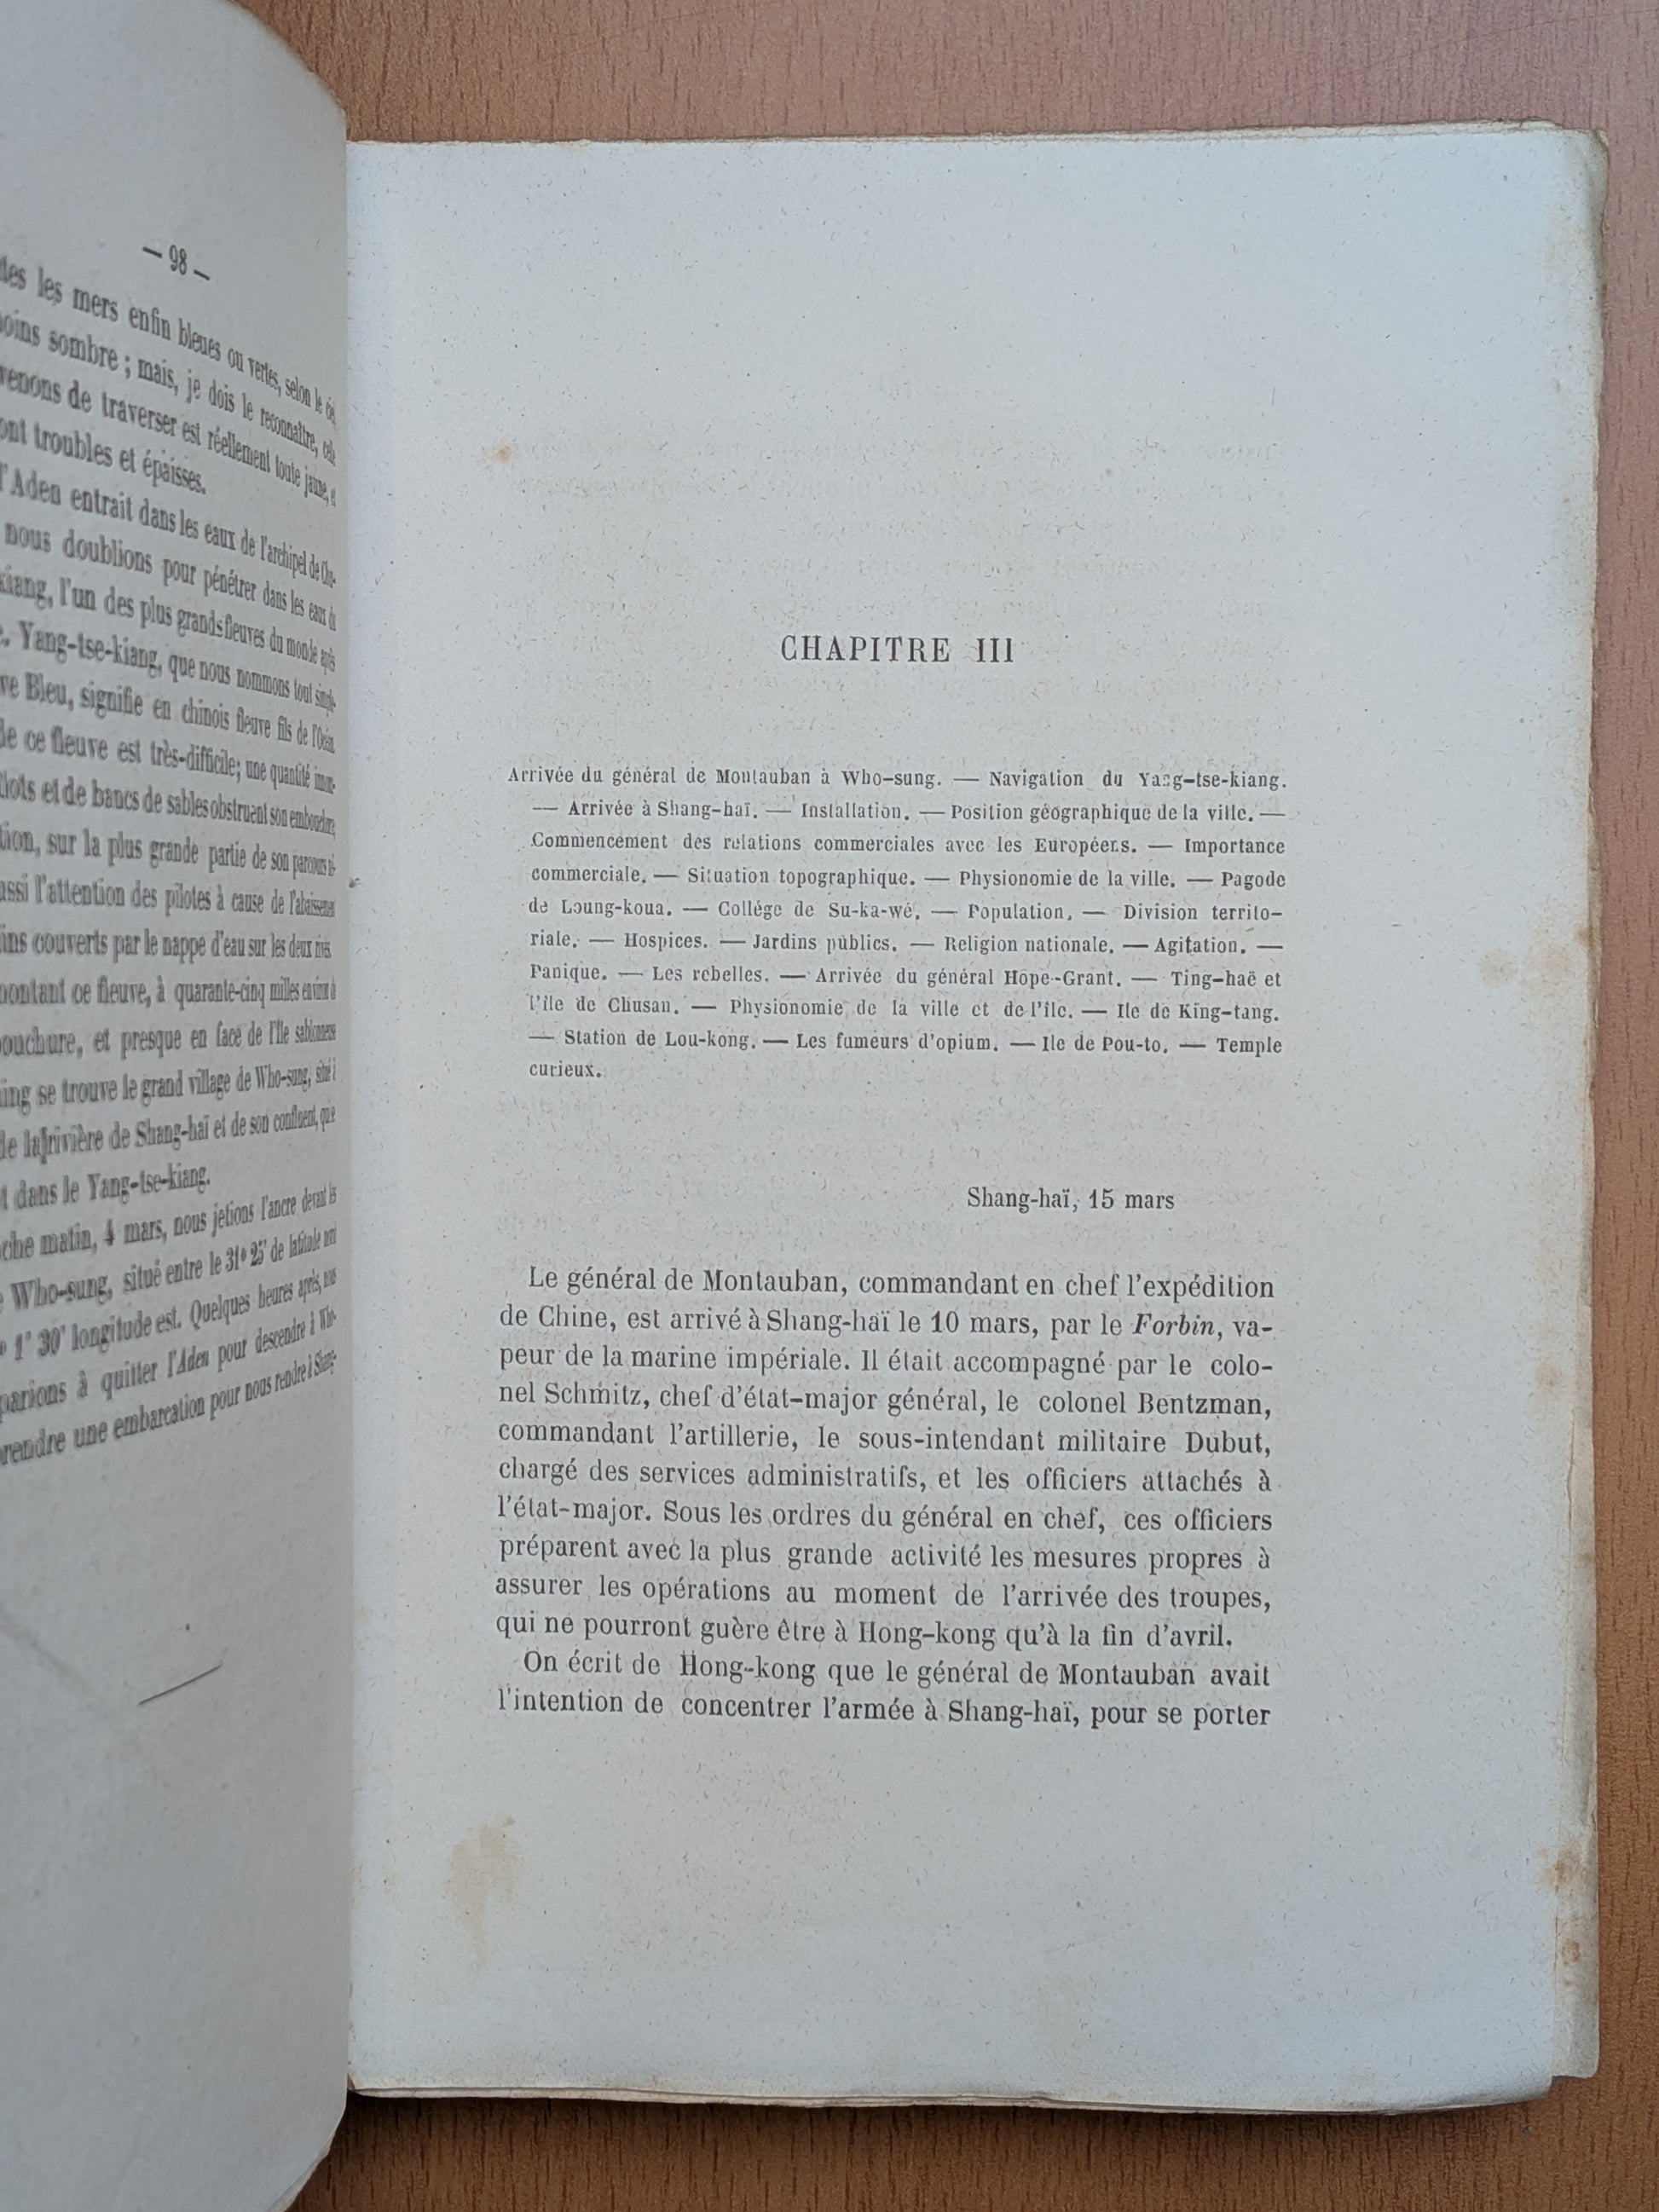 — 98 —
les mers enfin bleues ou vertes, selon le
sombre ; mais, je dois le reconnaître,
venons de traverser est réellement toute jaune,
ont troubles et épaisses.
l'Aden entrait dans les eaux de l'archipel de Chu-
nous doublions pour pénétrer dans les eaux du
kiang, l'un des plus grands fleuves du monde après
Yang-tse-kiang, que nous nommons tout simple-
Bleu, signifie en chinois fleuve fils de l'Océan.
de ce fleuve est très-difficile; une quantité
et de bancs de sables obstruent son embouchure,
sur la plus grande partie de son parcours
l'attention des pilotes à cause de
couverts par le nappe d'eau sur les deux rives.
ce fleuve, à quarante-cinq milles environ
et presque en face de l'île sablonneuse
se trouve le grand village de Who-sung, situé
de la rivière de Shang-haï et de son confluent,
dans le Yang-tse-kiang.
matin, 4 mars, nous jetions l'ancre devant
Who-sung, situé entre le 31° 25' de latitude nord
1' 30' longitude est. Quelques heures après, nous
à quitter l'Aden pour descendre à Who-
prendre une embarcation pour nous rendre à Shang-
CHAPITRE III
Arrivée du général de Montauban à Who-sung. — Navigation du Yang-tse-kiang.
— Arrivée à Shang-haï. — Installation. — Position géographique de la ville. —
Commencement des relations commerciales avec les Européens. — Importance
commerciale. — Situation topographique. — Physionomie de la ville. — Pagode
de Loung-koua. — Collége de Su-ka-wé. — Population. — Division territo-
riale. — Hospices. — Jardins publics. — Religion nationale. — Agitation. —
Panique. — Les rebelles. — Arrivée du général Hope-Grant. — Ting-haë et
l'île de Chusan. — Physionomie de la ville et de l'île. — Ile de King-tang.
— Station de Lou-kong. — Les fumeurs d'opium. — Ile de Pou-to. — Temple
curieux.
Shang-haï, 15 mars
Le général de Montauban, commandant en chef l'expédition
de Chine, est arrivé à Shang-haï le 10 mars, par le Forbin, va-
peur de la marine impériale. Il était accompagné par le colo-
nel Schmitz, chef d'état-major général, le colonel Bentzman,
commandant l'artillerie, le sous-intendant militaire Dubut,
chargé des services administratifs, et les officiers attachés à
l'état-major. Sous les ordres du général en chef, ces officiers
préparent avec la plus grande activité les mesures propres à
assurer les opérations au moment de l'arrivée des troupes,
qui ne pourront guère être à Hong-kong qu'à la fin d'avril.
On écrit de Hong-kong que le général de Montauban avait
l'intention de concentrer l'armée à Shang-haï, pour se porter